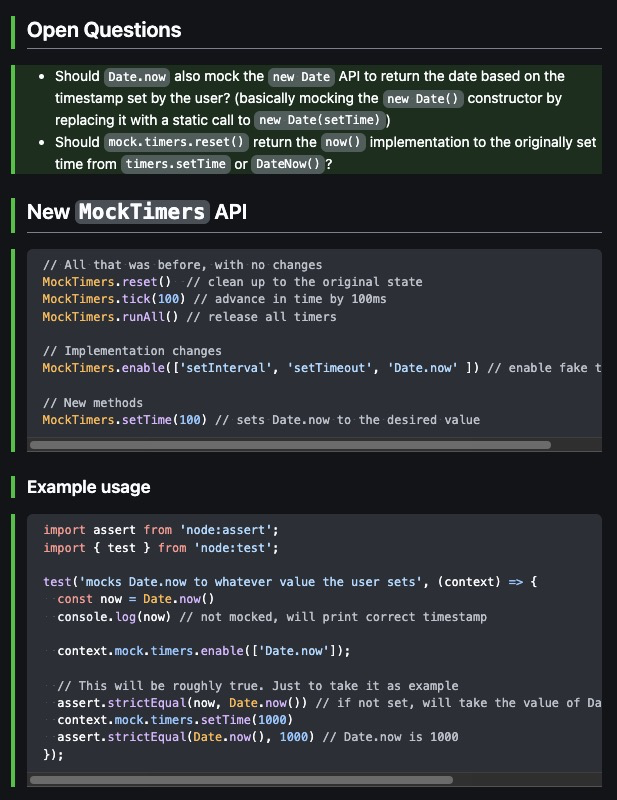 Open Questions
• Should Date.now also mock the new Date API to return the date based on the
timestamp set by the user? (basically mocking the new Date() constructor by
replacing it with a static call to new Date(setTime))
• Should mock.timers.reset() return the now() implementation to the originally set
time from timers.setTime or DateNow()?
New MockTimers API
// All that was before, with no changes
MockTimers.reset() // clean up to the original state
MockTimers.tick(100) // advance in time by 100ms
MockTimers.runAll() // release all timers
// Implementation changes
MockTimers.enable(['setInterval', 'setTimeout', 'Date.now' ]) // enable fake t
// New methods
MockTimers.setTime(100) // sets Date.now to the desired value
Example usage
import assert from 'node:assert';
import { test } from 'node:test';
test('mocks Date.now to whatever value the user sets', (context) => {
const now = Date.now()
console.log(now) // not mocked, will print correct timestamp
context.mock.timers.enable(['Date.now']);
// This will be roughly true. Just to take it as example
assert.strictEqual(now, Date.now()) // if not set, will take the value of Da
context.mock.timers.setTime(1000)
assert.strictEqual(Date.now(), 1000) // Date.now is 1000
});